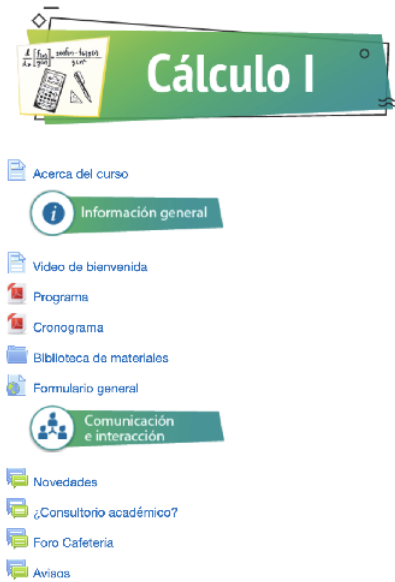 Cálculo I
Acerca del curso
i Información general
Video de bienvenida
Programa
Cronograma
Biblioteca de materiales
Formulario general
Comunicación
e interacción
Novedades
¿Consultorio académico?
Foro Cafetería
Avisos